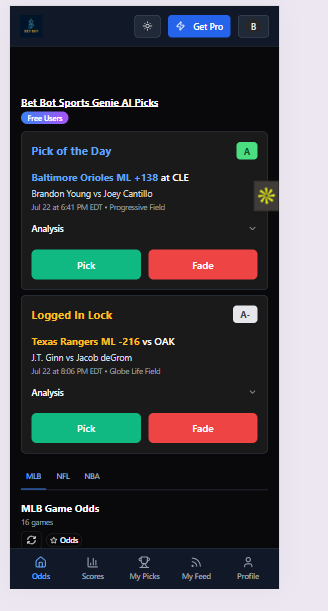 BET BOT
Get Pro
B
Bet Bot Sports Genie AI Picks
Free Users
Pick of the Day
A
Baltimore Orioles ML +138 at CLE
Brandon Young vs Joey Cantillo
Jul 22 at 6:41 PM EDT • Progressive Field
Analysis
Pick
Fade
Logged In Lock
A-
Texas Rangers ML -216 vs OAK
J.T. Ginn vs Jacob deGrom
Jul 22 at 8:06 PM EDT • Globe Life Field
Analysis
Pick
Fade
MLB NFL NBA
MLB Game Odds
16 games
Odds
Odds Scores My Picks My Feed Profile